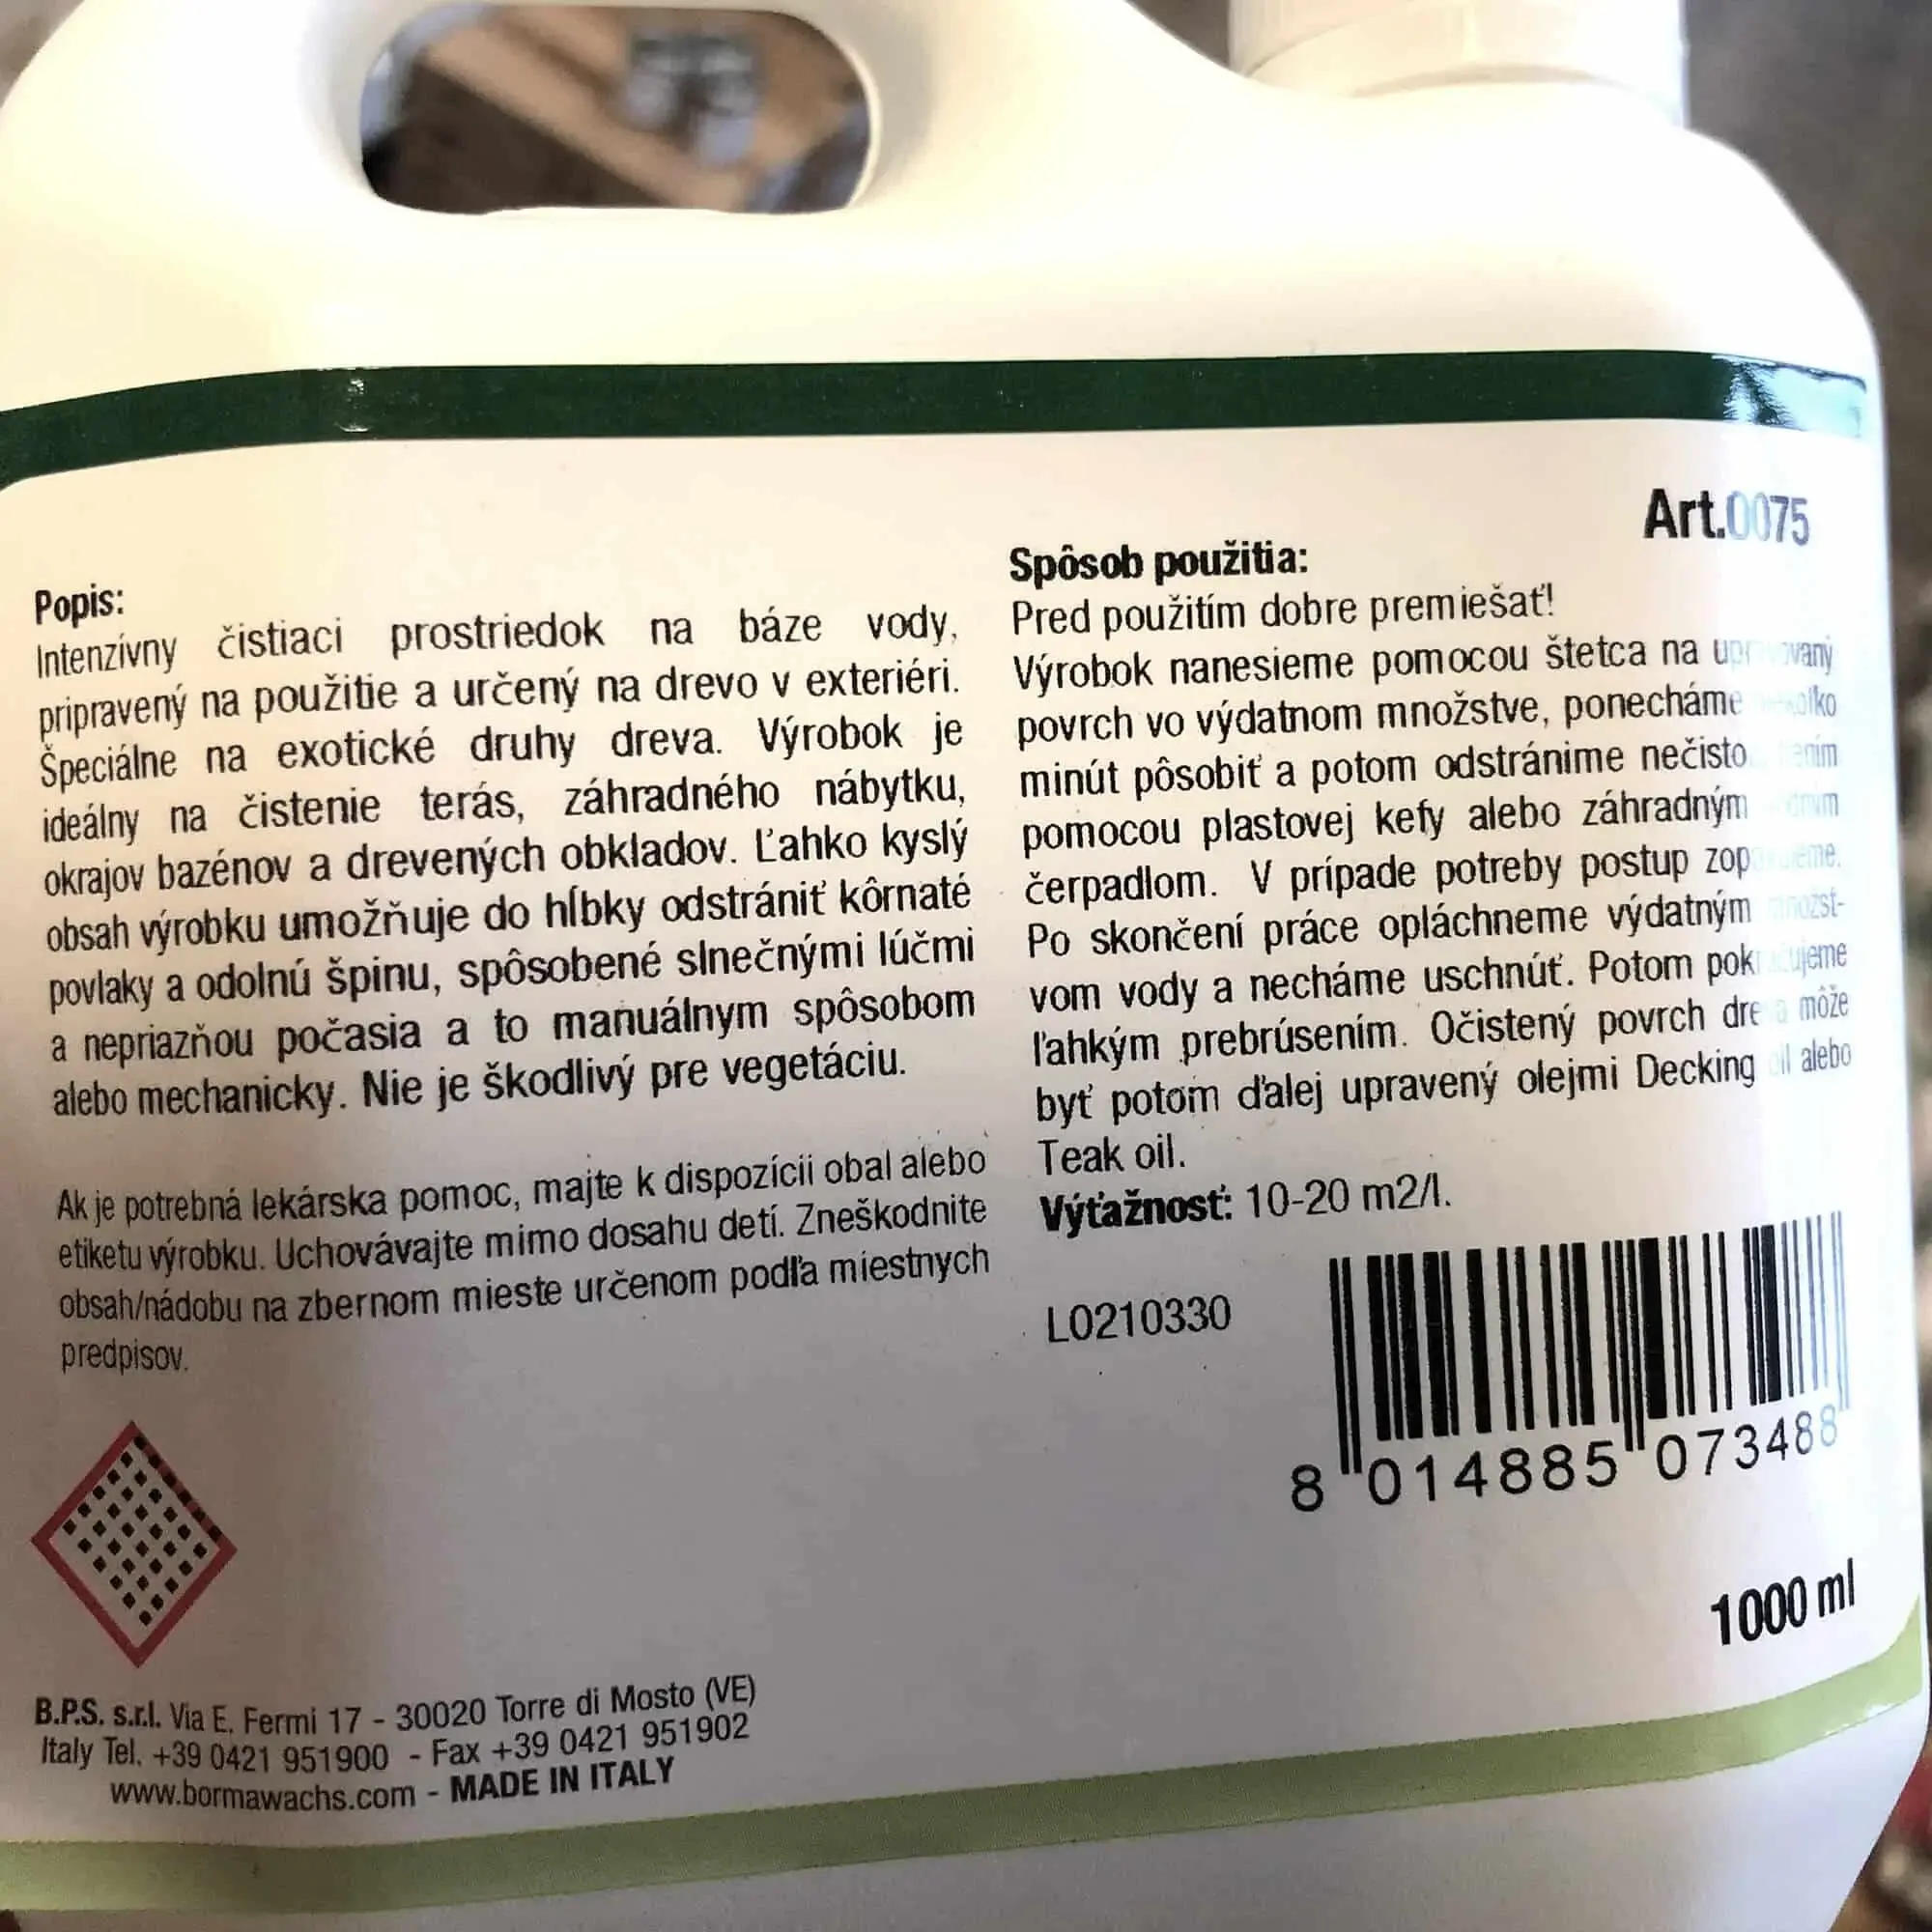 Art.0075
Popis:
Intenzívny čistiaci prostriedok na báze vody,
pripravený na použitie a určený na drevo v exteriéri.
Špeciálne na exotické druhy dreva. Výrobok je
ideálny na čistenie terás, záhradného nábytku,
okrajov bazénov a drevených obkladov. Ľahko kyslý
obsah výrobku umožňuje do hĺbky odstrániť kôrnaté
povlaky a odolnú špinu, spôsobené slnečnými lúčmi
a nepriazňou počasia a to manuálnym spôsobom
alebo mechanicky. Nie je škodlivý pre vegetáciu.
Ak je potrebná lekárska pomoc, majte k dispozícii obal alebo
etiketu výrobku. Uchovávajte mimo dosahu detí. Zneškodnite
obsah/nádobu na zbernom mieste určenom podľa miestnych
predpisov.
Spôsob použitia:
Pred použitím dobre premiešať!
Výrobok nanesieme pomocou štetca na
povrch vo výdatnom množstve, ponecháme
minút pôsobiť a potom odstránime
pomocou plastovej kefy alebo záhradným
čerpadlom. V prípade potreby postup
Po skončení práce opláchneme výdatným množst-
vom vody a necháme uschnúť. Potom pokračujeme
ľahkým prebrúsením. Očistený povrch dreva môže
byť potom ďalej upravený olejmi Decking oil alebo
Teak oil.
Výťažnosť: 10-20 m2/l.
LO210330
8 014885 073488
1000 ml
B.P.S. s.r.l. Via E. Fermi 17 - 30020 Torre di Mosto (VE)
Italy Tel. +39 0421 951900 - Fax +39 0421 951902
www.bormawachs.com - MADE IN ITALY